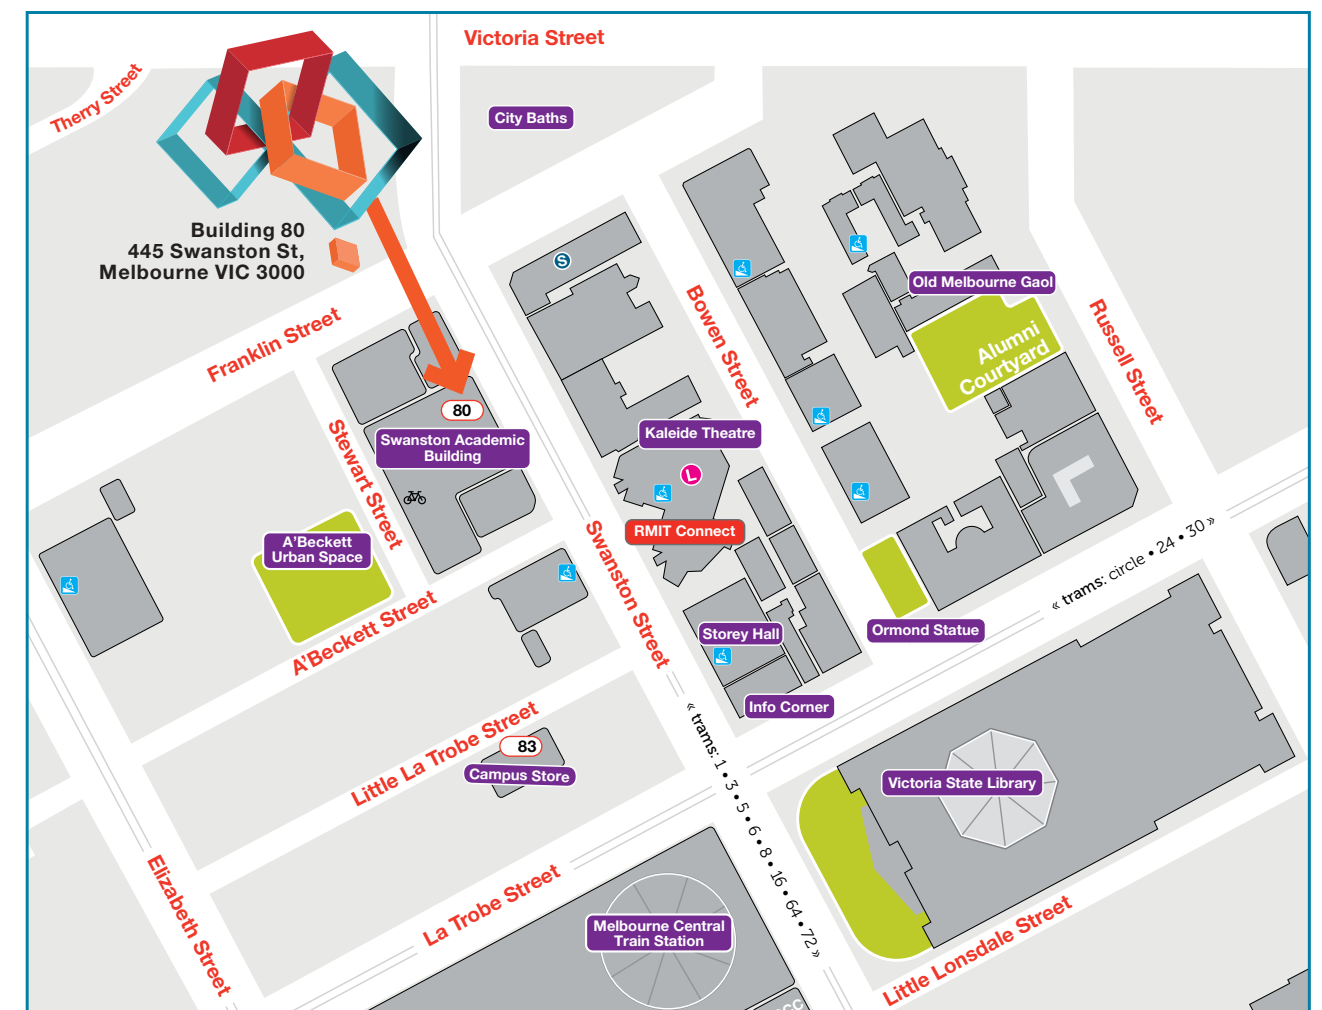 Victoria Street
Therry Street
City Baths
Building 80
445 Swanston St,
Melbourne VIC 3000
S
Old Melbourne Gaol
Franklin Street
Bowen Street
Russell Street
Alumni
Courtyard
80
Swanston Academic
Building
Stewart Street
Kaleide Theatre
L
RMIT Connect
A'Beckett
Urban Space
Swanston Street
« trams: circle • 24 • 30 »
A'Beckett Street
Storey Hall
Ormond Statue
Info Corner
Little La Trobe Street
83
Campus Store
« trams: 1 • 3 • 5 • 6 • 8 • 16 • 64 • 72 »
Victoria State Library
Elizabeth Street
La Trobe Street
Melbourne Central
Train Station
Little Lonsdale Street